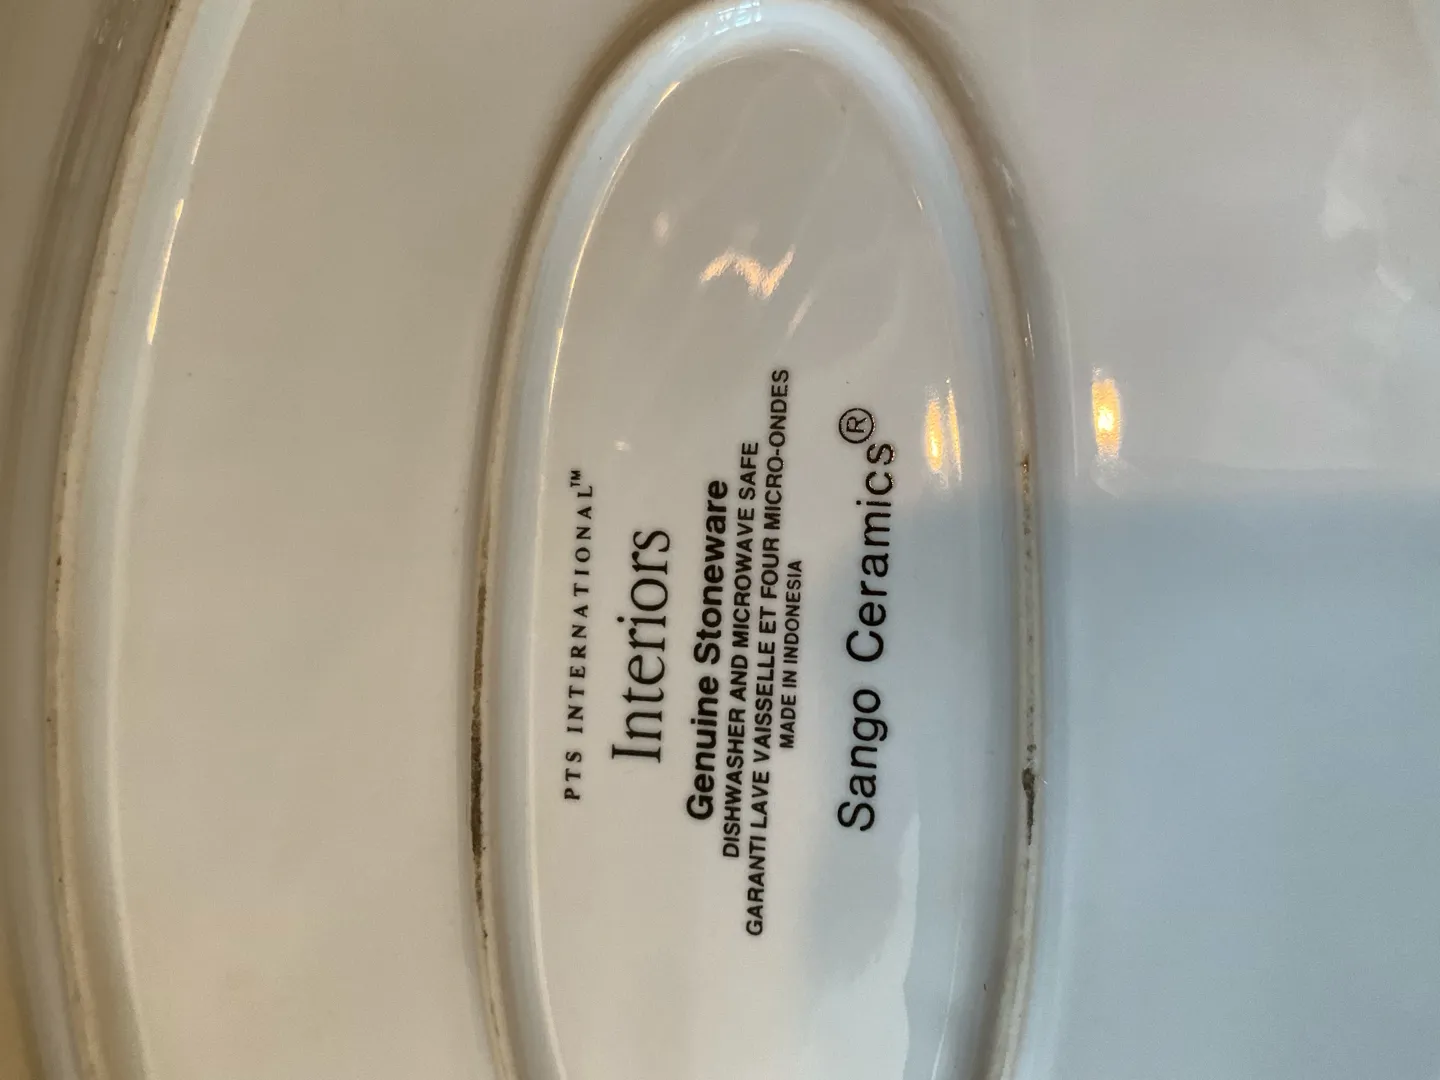 PTS INTERNATIONAL™
Interiors
Genuine Stoneware
DISHWASHER AND MICROWAVE SAFE
GARANTI LAVE VAISSELLE ET FOUR MICRO-ONDES
MADE IN INDONESIA
Sango Ceramics®